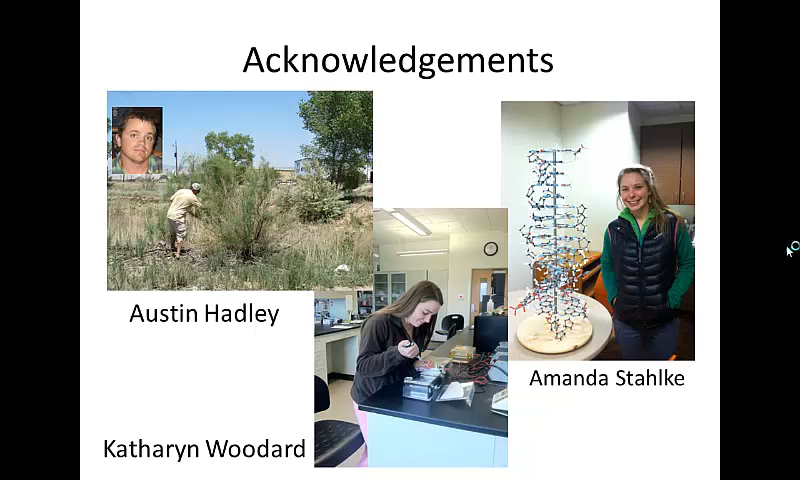 Acknowledgements
Austin Hadley
Amanda Stahlke
Katharyn Woodard